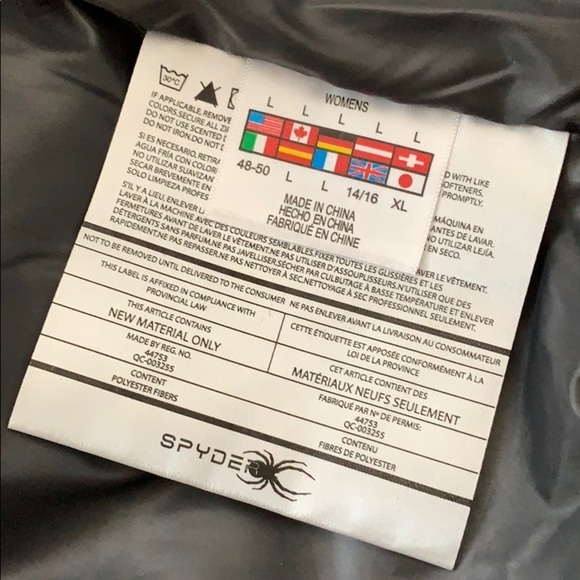 WOMENS
L L L L L
48-50 L L 14/16 XL
MADE IN CHINA
HECHO EN CHINA
FABRIQUÉ EN CHINE
30°C
IF APPLICABLE, REMOVE
WITH LIKE
COLORS.SECURE ALL
DO NOT USE SCENTED
SOFTENERS.
DO NOT IRON.DO NOT
PROMPTLY.
SI ES NECESARIO, RETIRA
MÁQUINA EN
AGUA FRÍA CON
ANTES DE LAVAR.
NO UTILIZAR
NO UTILIZAR LEJÍA.
SECAR BREVEMENTE EN
EN SECO.
SOLO LIMPIEZA
S'IL Y A LIEU, ENLEVER
LAVER LE VÊTEMENT.
LAVER À LA MACHINE AVEC DES COULEURS SEMBLABLES.FIXER TOUTES LES GLISSIÈRES ET LES
AVANT DE LAVER LE VÊTEMENT.NE PAS UTILISER D'ASSOUPLISSEURS.N'UTILISER QUE DES
DÉTERGENTS SANS PARFUM.NE PAS JAVELLISER.SÉCHER PAR CULBUTAGE À BASSE TEMPÉRATURE ET ENLEVER
RAPIDEMENT.NE PAS REPASSER.NE PAS NETTOYER À SEC.NETTOYAGE À SEC PROFESSIONNEL SEULEMENT.
NOT TO BE REMOVED UNTIL DELIVERED TO THE CONSUMER
NE PAS ENLEVER AVANT LA LIVRAISON AU CONSOMMATEUR
THIS LABEL IS AFFIXED IN COMPLIANCE WITH
PROVINCIAL LAW
CETTE ÉTIQUETTE EST APPOSÉE CONFORMÉMENT À LA
LOI DE LA PROVINCE
THIS ARTICLE CONTAINS
NEW MATERIAL ONLY
CET ARTICLE CONTIENT DES
MATÉRIAUX NEUFS SEULEMENT
MADE BY REG. NO.
44753
QC-003255
FABRIQUÉ PAR Nº DE PERMIS:
44753
QC-003255
CONTENT
POLYESTER FIBERS
CONTENU
FIBRES DE POLYESTER
SPYDER